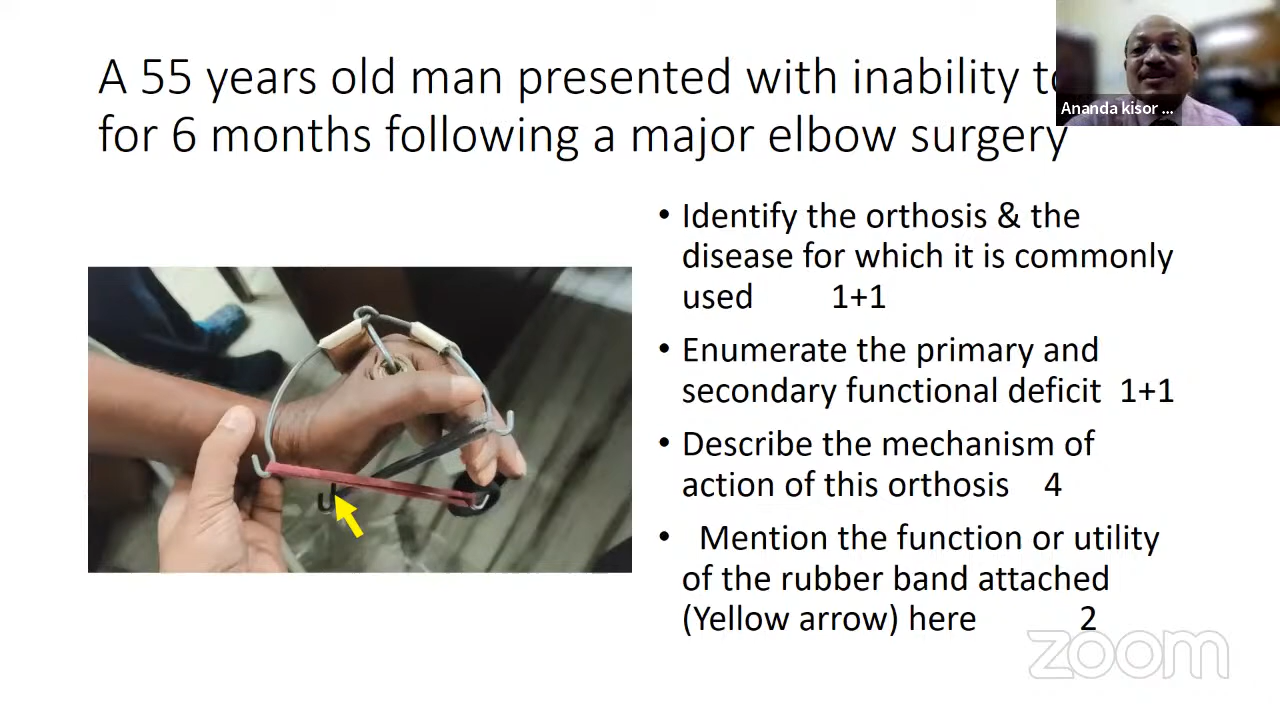 A 55 years old man presented with inability
for 6 months following a major elbow surgery
Ananda kisor ...
• Identify the orthosis & the
disease for which it is commonly
used 1+1
• Enumerate the primary and
secondary functional deficit 1+1
• Describe the mechanism of
action of this orthosis 4
• Mention the function or utility
of the rubber band attached
(Yellow arrow) here 2
zoom